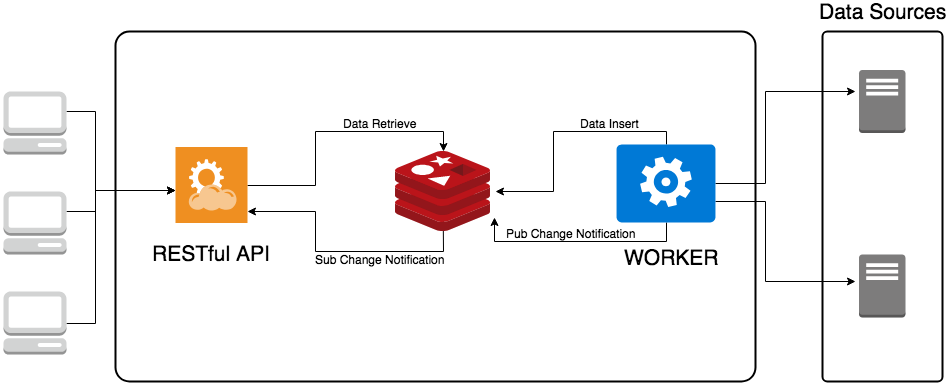 Data Sources
Data Retrieve
Data Insert
RESTful API
Sub Change Notification
Pub Change Notification
WORKER